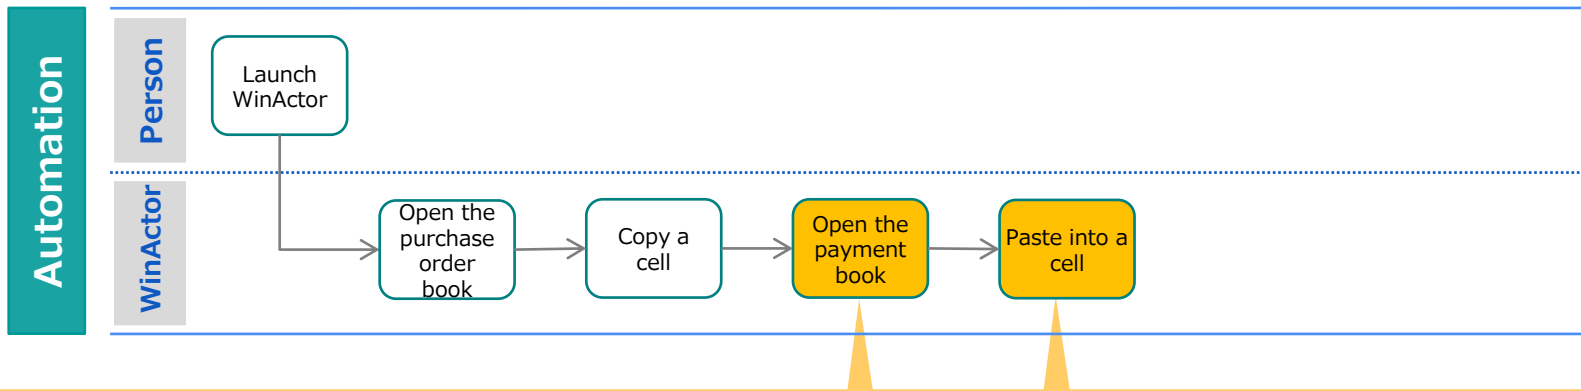 Automation
Person
Launch
WinActor
WinActor
Open the
purchase
order
book
Copy a
cell
Open the
payment
book
Paste into a
cell